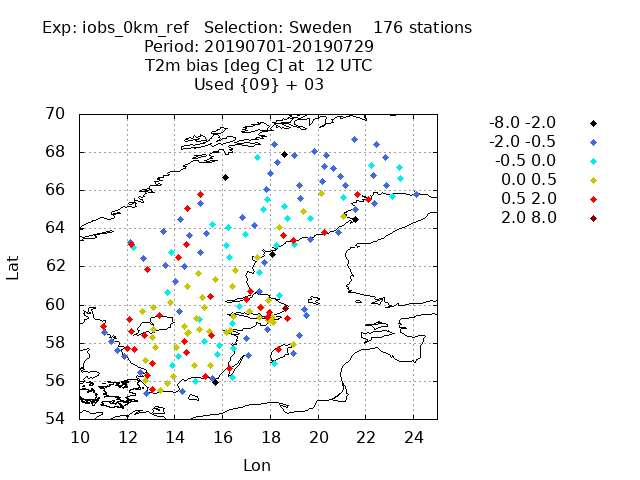 Exp: iobs_0km_ref   Selection: Sweden    176 stations
Period: 20190701-20190729
T2m bias [deg C] at  12 UTC
Used {09} + 03
-8.0 -2.0
-2.0 -0.5
-0.5 0.0
0.0 0.5
0.5 2.0
2.0 8.0
70
68
66
64
62
60
58
56
54
Lat
10 12 14 16 18 20 22 24
Lon